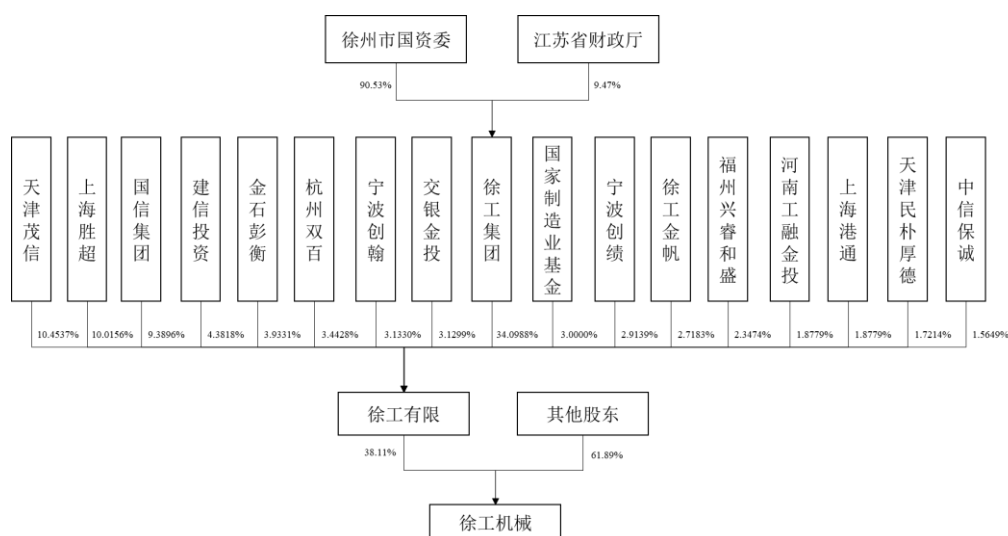 徐州市国资委
江苏省财政厅
90.53%
9.47%
天津茂信
上海胜超
国信集团
建信投资
金石彭衡
杭州双百
宁波创翰
交银金投
徐工集团
国家制造业基金
宁波创绩
徐工金帆
福州兴睿和盛
河南工融金投
上海港通
天津民朴厚德
中信保诚
10.4537%
10.0156%
9.3896%
4.3818%
3.9331%
3.4428%
3.1330%
3.1299%
34.0988%
3.0000%
2.9139%
2.7183%
2.3474%
1.8779%
1.8779%
1.7214%
1.5649%
徐工有限
其他股东
38.11%
61.89%
徐工机械